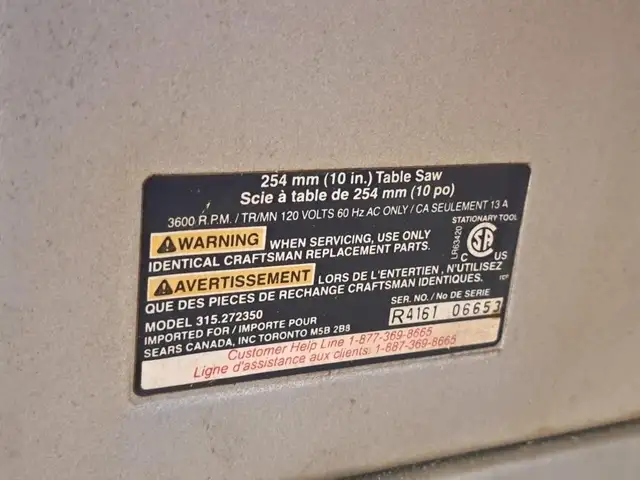 254 mm (10 in.) Table Saw
Scie à table de 254 mm (10 po)
3600 R.P.M. / TR/MN 120 VOLTS 60 Hz AC ONLY / CA SEULEMENT 13 A
WARNING WHEN SERVICING, USE ONLY
IDENTICAL CRAFTSMAN REPLACEMENT PARTS.
AVERTISSEMENT LORS DE L'ENTERTIEN , N'UTILISEZ
QUE DES PIECES DE RECHANGE CRAFTSMAN IDENTIQUES.
STATIONARY TOOL
LR63420
SA
C US
MODEL 315.272350
IMPORTED FOR / IMPORTE POUR
SEARS CANADA, INC TORONTO M5B 2B8
SER. NO. / No DE SERIE
R4161 06653
Customer Help Line 1-877-369-8665
Ligne d'assistance aux clients: 1-887-369-8665